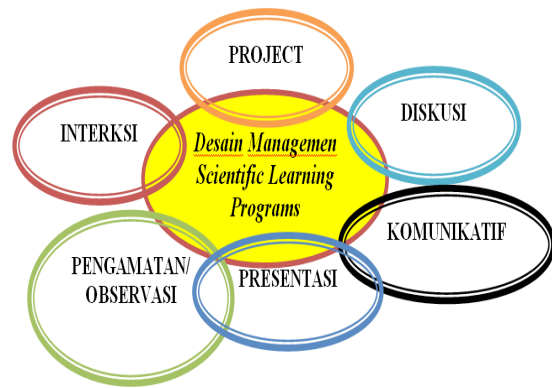 PROJECT
DISKUSI
INTERKSI
Desain Managemen
Scientific Learning
Programs
KOMUNIKATIF
PENGAMATAN/
OBSERVASI
PRESENTASI